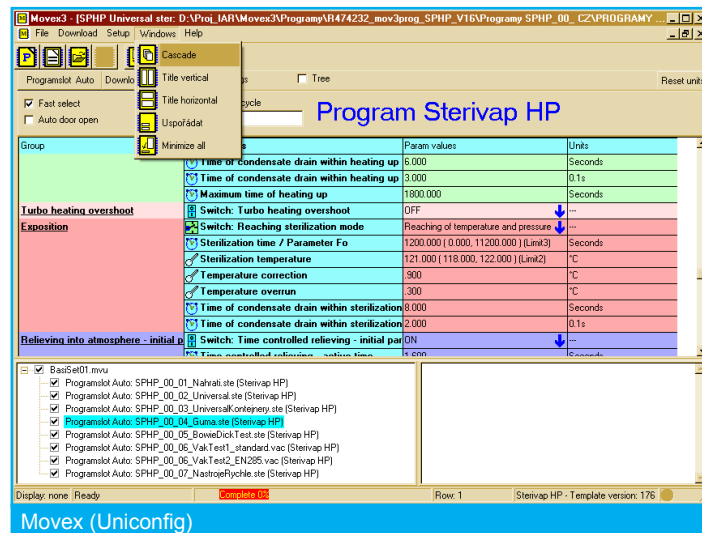 Movex3 - [SPHP Universal ster: D:\Proj_IAR\Movex3\Programy\R474232_mov3prog_SPHP_V16\Programy SPHP_00_ CZ\PROGRAMY ...
File Download Setup Windows Help
Cascade
Title vertical
Title horizontal
Uspořádat
Minimize all
Programslot Auto Downlo
Tree
Reset units
Fast select
Auto door open
cycle
Program Sterivap HP
Group Param values Units
Time of condensate drain within heating up 6.000 Seconds
Time of condensate drain within heating up 3.000 0.1s
Maximum time of heating up 1800.000 Seconds
Turbo heating overshoot Switch: Turbo heating overshoot OFF ---
Exposition Switch: Reaching sterilization mode Reaching of temperature and pressure ---
Sterilization time / Parameter Fo 1200.000 ( 0.000, 11200.000 ) (Limit3) Seconds
Sterilization temperature 121.000 ( 118.000, 122.000 ) (Limit2) °C
Temperature correction .900 °C
Temperature overrun .300 °C
Time of condensate drain within sterilization 8.000 Seconds
Time of condensate drain within sterilization 2.000 0.1s
Relieving into atmosphere - initial p Switch: Time controlled relieving - initial par ON ---
Time controlled relieving - active time 1.600 Seconds
BasiSet01.mvu
Programslot Auto: SPHP_00_01_Nahrati.ste (Sterivap HP)
Programslot Auto: SPHP_00_02_Universal.ste (Sterivap HP)
Programslot Auto: SPHP_00_03_UniversalKontejnery.ste (Sterivap HP)
Programslot Auto: SPHP_00_04_Guma.ste (Sterivap HP)
Programslot Auto: SPHP_00_05_BowieDickTest.ste (Sterivap HP)
Programslot Auto: SPHP_00_06_VakTest1_standard.vac (Sterivap HP)
Programslot Auto: SPHP_00_06_VakTest2_EN285.vac (Sterivap HP)
Programslot Auto: SPHP_00_07_NastrojeRychle.ste (Sterivap HP)
Display: none Ready Complete 0% Row: 1 Sterivap HP - Template version: 176
Movex (Uniconfig)